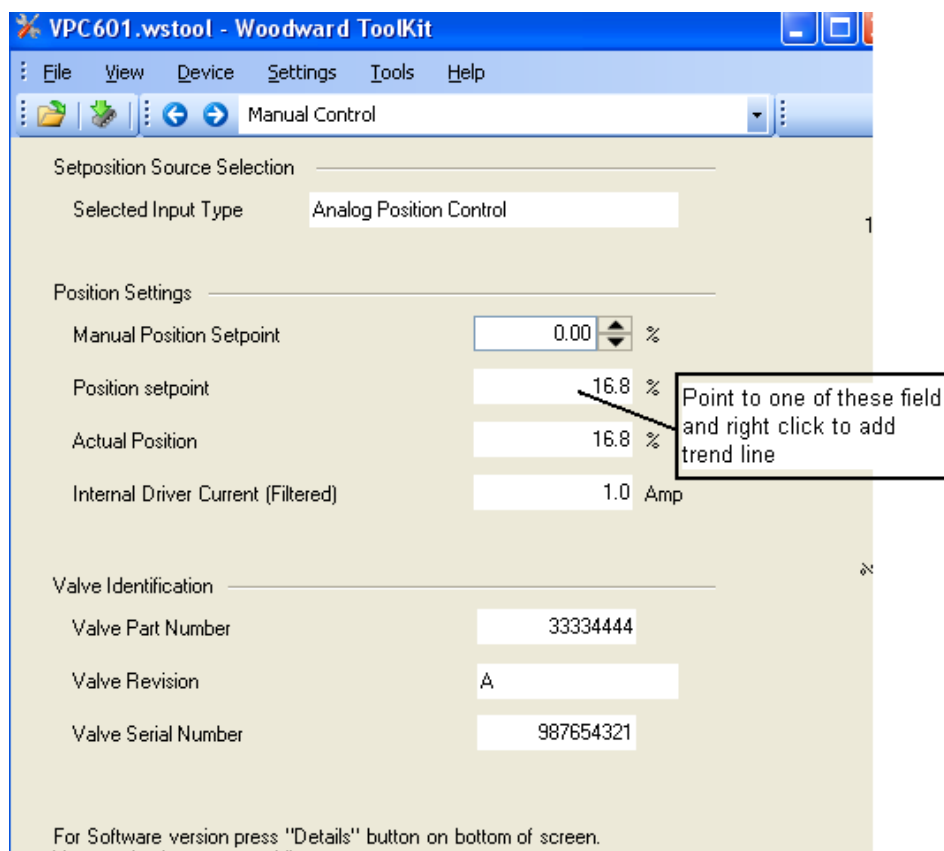 VPC601.wstool - Woodward ToolKit
File View Device Settings Tools Help
Manual Control
Setposition Source Selection
Selected Input Type Analog Position Control
1
Position Settings
Manual Position Setpoint 0.00 %
Position setpoint 16.8 %
Point to one of these field
and right click to add
trend line
Actual Position 16.8 %
Internal Driver Current (Filtered) 1.0 Amp
Valve Identification
Valve Part Number 33334444
Valve Revision A
Valve Serial Number 987654321
For Software version press "Details" button on bottom of screen.